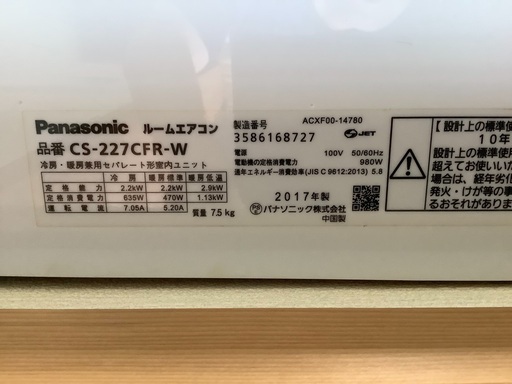 Panasonic ルームエアコン
品番 CS-227CFR-W
冷房・暖房兼用セパレート形室内ユニット
冷房 暖房標準 暖房低温
定格能力 2.2kW 2.2kW 2.9kW
定格消費電力 635W 470W 1.13kW
運転電流 7.05A 5.20A
質量 7.5kg
製造番号 ACXF00-14780
3586168727 JET
電源 100V 50/60Hz
電動機の定格消費電力 980W
通年エネルギー消費効率(JIS C 9612:2013) 5.8
2017年製
パナソニック株式会社
中国製
【設計上の標準使
10年
設計上の標準使用
超えてお使いいた
場合は、経年劣化
発火・けが等の事
るおそれがありま